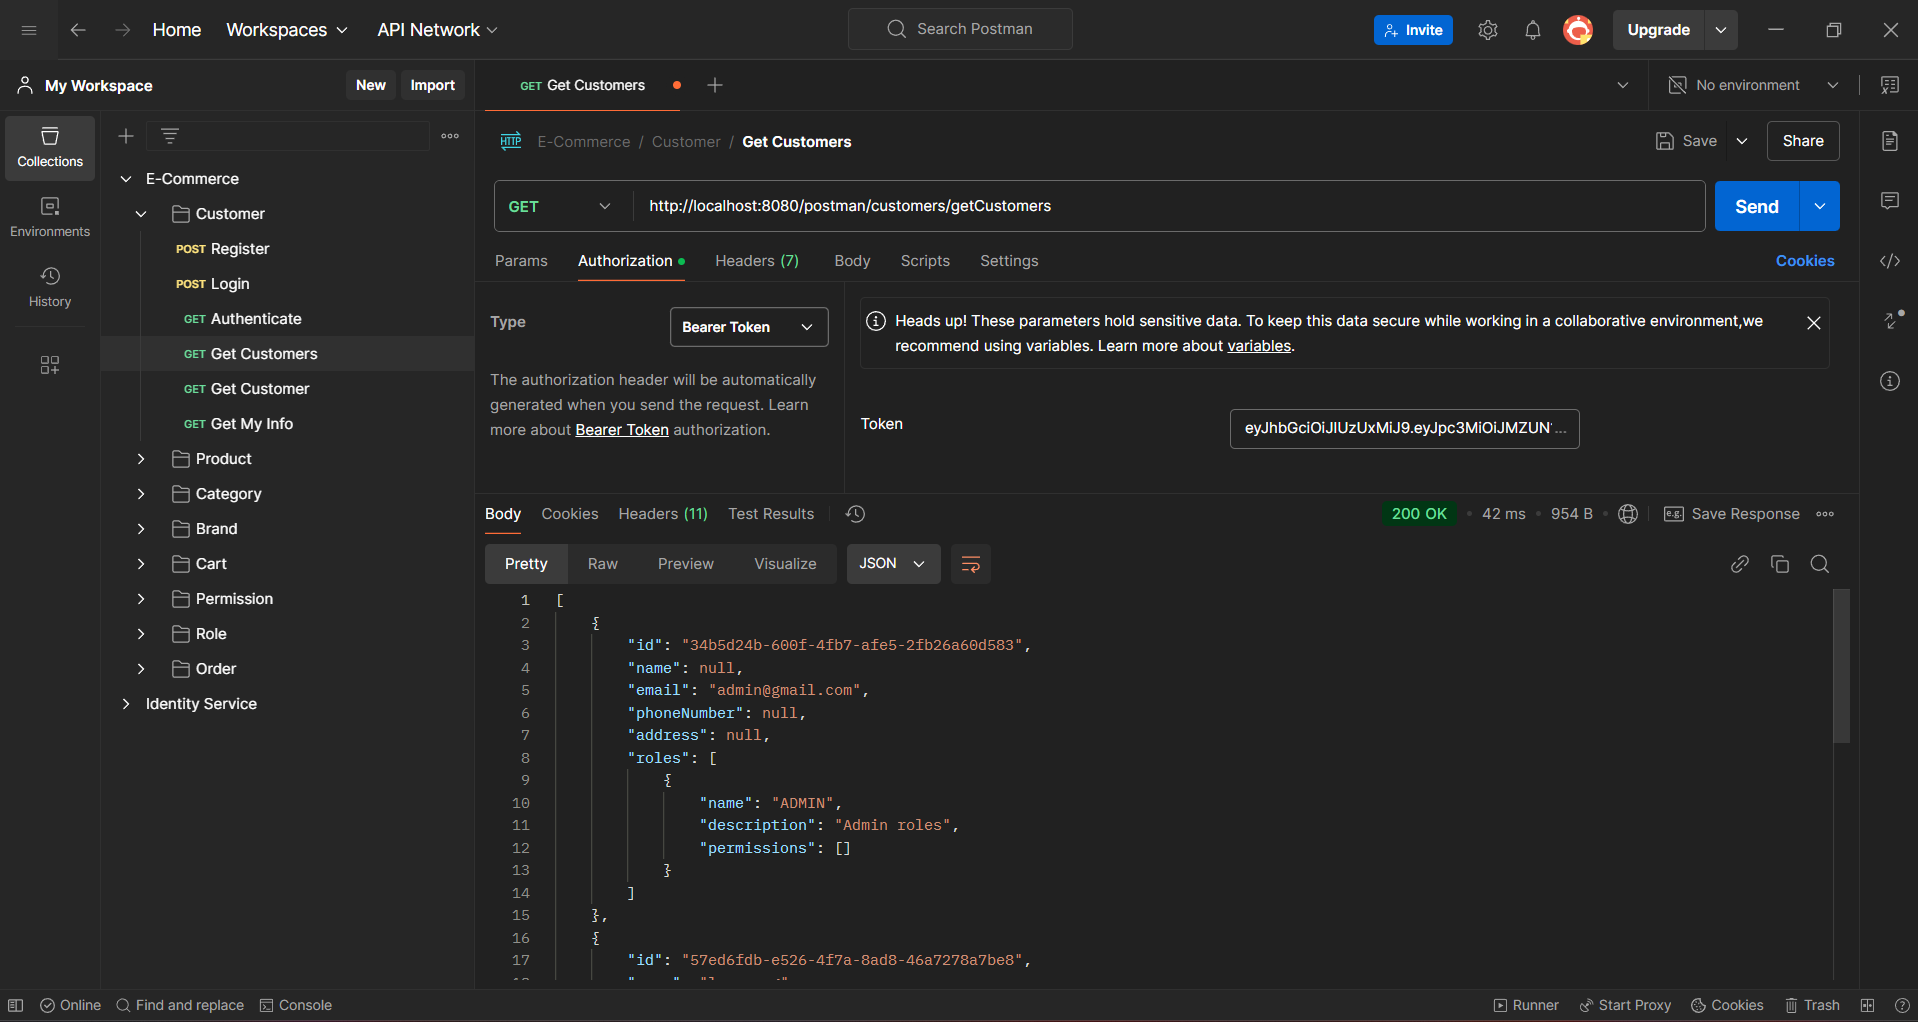 Home Workspaces API Network Search Postman Invite Upgrade
My Workspace New Import
GET Get Customers No environment
Collections
Environments
History
E-Commerce
Customer
POST Register
POST Login
GET Authenticate
GET Get Customers
GET Get Customer
GET Get My Info
Product
Category
Brand
Cart
Permission
Role
Order
Identity Service
HTTP E-Commerce / Customer / Get Customers Save Share
GET http://localhost:8080/postman/customers/getCustomers Send
Params Authorization Headers (7) Body Scripts Settings Cookies
Type Bearer Token
The authorization header will be automatically
generated when you send the request. Learn
more about Bearer Token authorization.
Heads up! These parameters hold sensitive data. To keep this data secure while working in a collaborative environment,we
recommend using variables. Learn more about variables.
Token eyJhbGciOiJIUzUxMiJ9.eyJpc3MiOiJMZUN ...
Body Cookies Headers (11) Test Results 200 OK 42 ms 954 B e.g. Save Response
Pretty Raw Preview Visualize JSON
1 [
2 {
3 "id": "34b5d24b-600f-4fb7-afe5-2fb26a60d583",
4 "name": null,
5 "email": "admin@gmail.com",
6 "phoneNumber": null,
7 "address": null,
8 "roles": [
9 {
10 "name": "ADMIN",
11 "description": "Admin roles",
12 "permissions": []
13 }
14 ]
15 },
16 {
17 "id": "57ed6fdb-e526-4f7a-8ad8-46a7278a7be8",
Online Find and replace Console Runner Start Proxy Cookies Trash